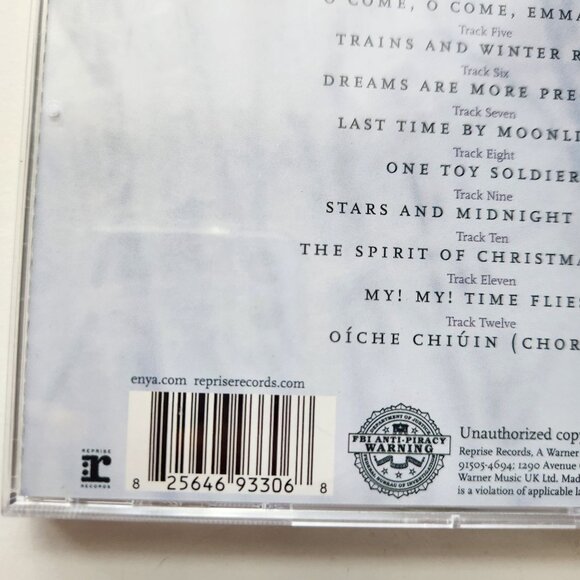 O COME, O COME, EMMA
Track Five
TRAINS AND WINTER R
Track Six
DREAMS ARE MORE PRE
Track Seven
LAST TIME BY MOONLI
Track Eight
ONE TOY SOLDIER
Track Nine
STARS AND MIDNIGHT
Track Ten
THE SPIRIT OF CHRISTMA
Track Eleven
MY! MY! TIME FLIES
Track Twelve
OÍCHE CHIÚIN (CHOR
enya.com repriserecords.com
REPRISE
r
RECORDS
8 25646 93306 8
FBI ANTI-PIRACY
WARNING
Unauthorized copy
Reprise Records, A Warner
91505-4694; 1290 Avenue
Warner Music UK Ltd. Mad
is a violation of applicable la